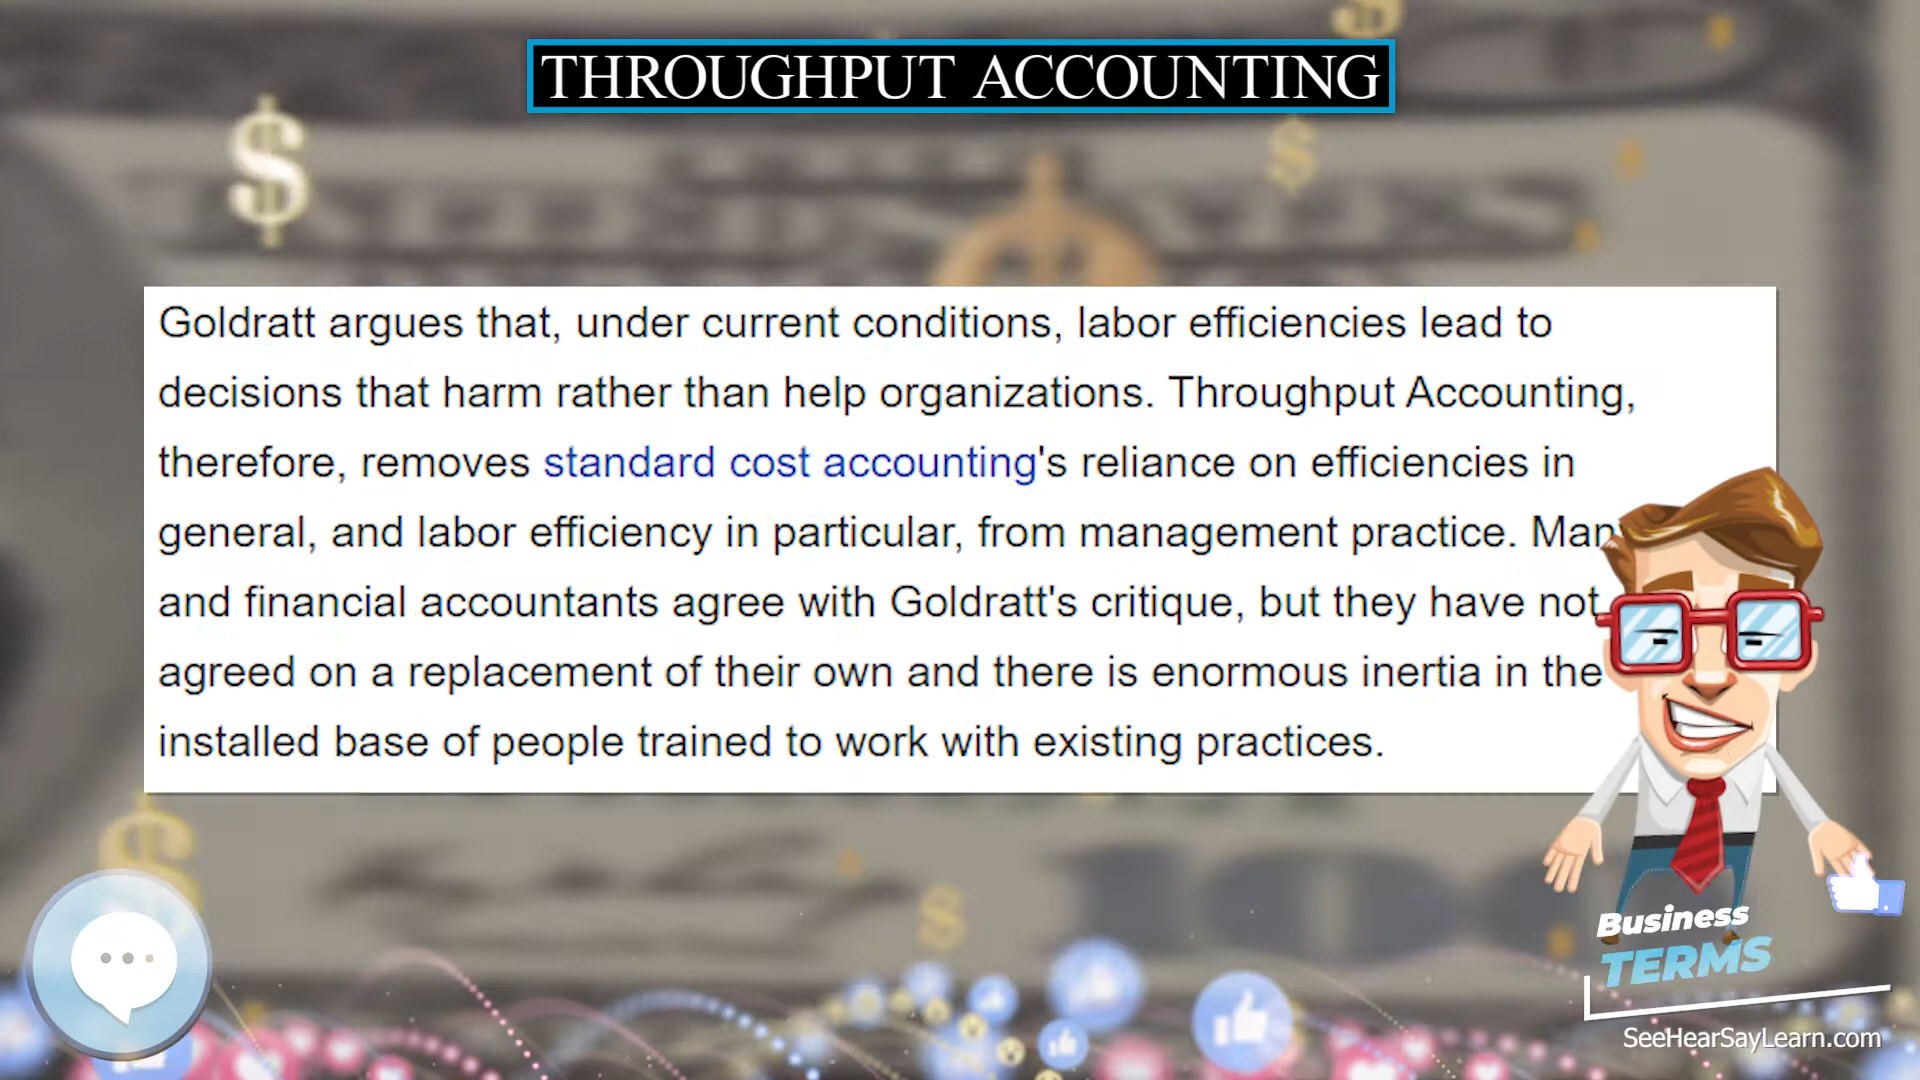 THROUGHPUT ACCOUNTING
Goldratt argues that, under current conditions, labor efficiencies lead to
decisions that harm rather than help organizations. Throughput Accounting,
therefore, removes standard cost accounting's reliance on efficiencies in
general, and labor efficiency in particular, from management practice.
and financial accountants agree with Goldratt's critique, but they have not
agreed on a replacement of their own and there is enormous inertia in the
installed base of people trained to work with existing practices.
Business
TERMS
SeeHearSayLearn.com